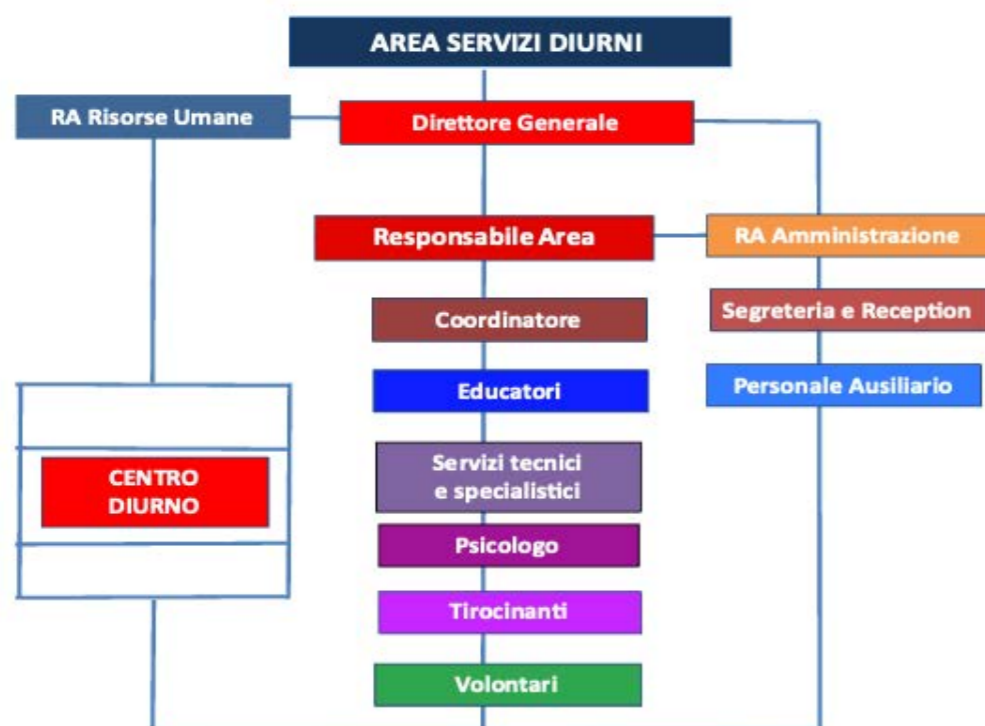 AREA SERVIZI DIURNI
RA Risorse Umane
Direttore Generale
Responsabile Area
RA Amministrazione
Coordinatore
Segreteria e Reception
Educatori
Personale Ausiliario
Servizi tecnici
e specialistici
CENTRO
DIURNO
Psicologo
Tirocinanti
Volontari